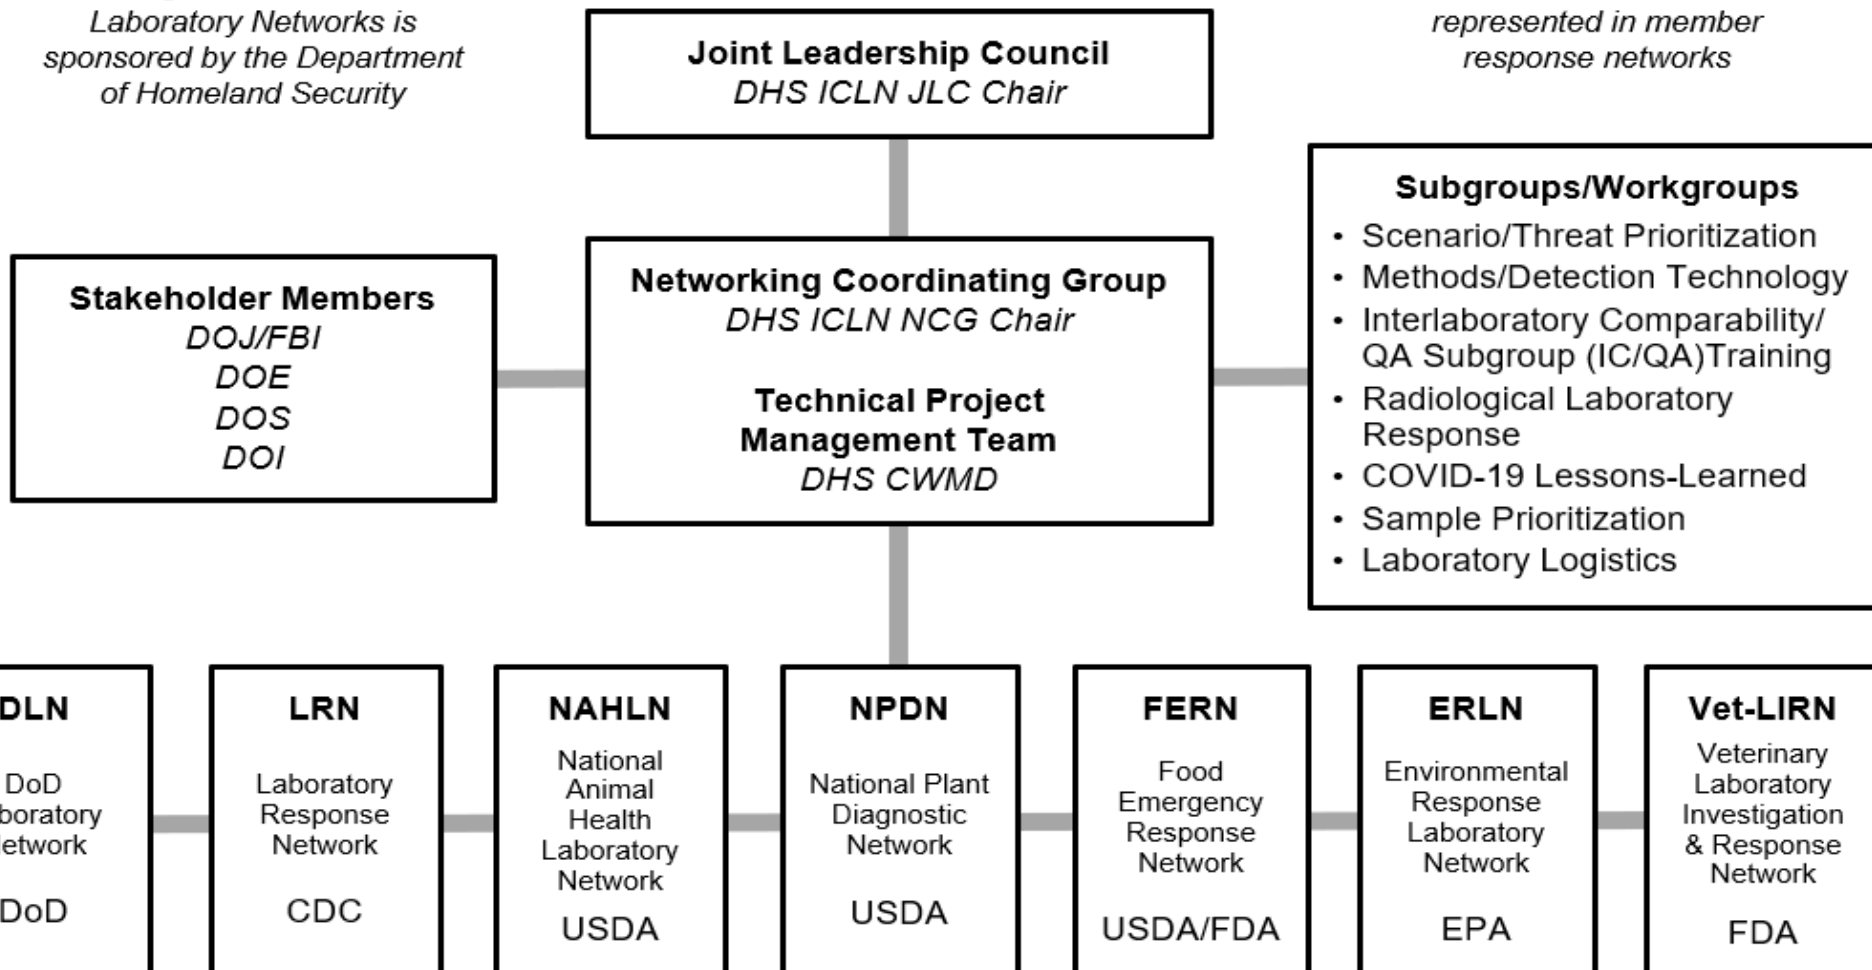 Laboratory Networks is
sponsored by the Department
of Homeland Security
represented in member
response networks
Joint Leadership Council
DHS ICLN JLC Chair
Stakeholder Members
DOJ/FBI
DOE
DOS
DOI
Networking Coordinating Group
DHS ICLN NCG Chair
Technical Project
Management Team
DHS CWMD
Subgroups/Workgroups
• Scenario/Threat Prioritization
• Methods/Detection Technology
• Interlaboratory Comparability/
QA Subgroup (IC/QA)Training
• Radiological Laboratory
Response
• COVID-19 Lessons-Learned
• Sample Prioritization
• Laboratory Logistics
DLN
DoD
boratory
etwork
DoD
LRN
Laboratory
Response
Network
CDC
NAHLN
National
Animal
Health
Laboratory
Network
USDA
NPDN
National Plant
Diagnostic
Network
USDA
FERN
Food
Emergency
Response
Network
USDA/FDA
ERLN
Environmental
Response
Laboratory
Network
EPA
Vet-LIRN
Veterinary
Laboratory
Investigation
& Response
Network
FDA